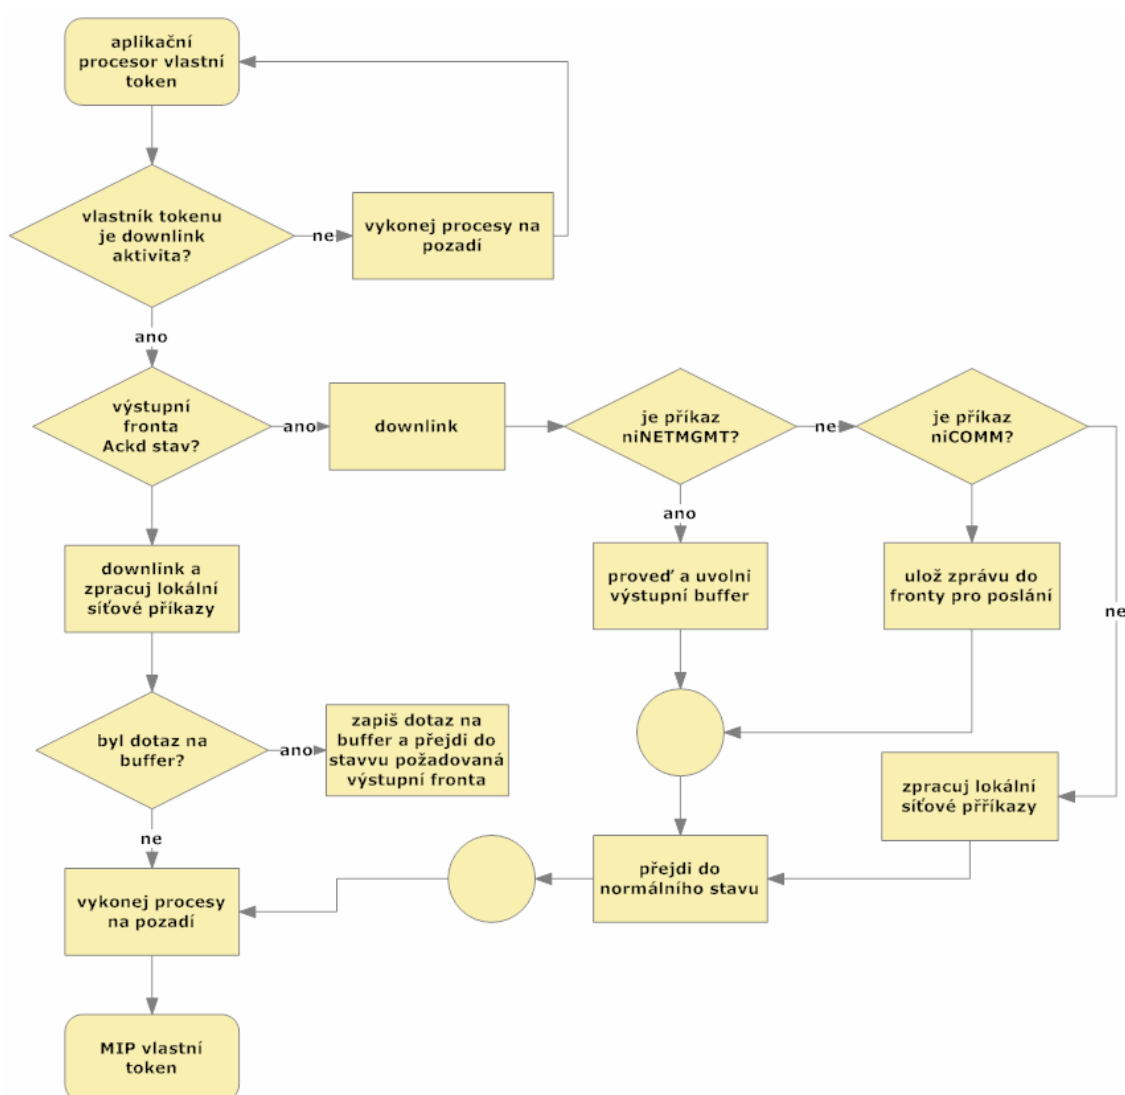 aplikační
procesor vlastní
token
vlastník tokenu
je downlink
aktivita?
ne
vykonej procesy na
pozadí
ano
výstupní
fronta
Ackd stav?
ano
downlink
je příkaz
niNETMGMT?
ne
je příkaz
niCOMM?
ano
ne
downlink a
zpracuj lokální
síťové příkazy
proveď a uvolni
výstupní buffer
ulož zprávu do
fronty pro poslání
byl dotaz na
buffer?
ano
zapiš dotaz na
buffer a přejdi do
stavvu požadovaná
výstupní fronta
zpracuj lokální
síťové přříkazy
ne
přejdi do
normálního stavu
vykonej procesy
na pozadí
MIP vlastní
token